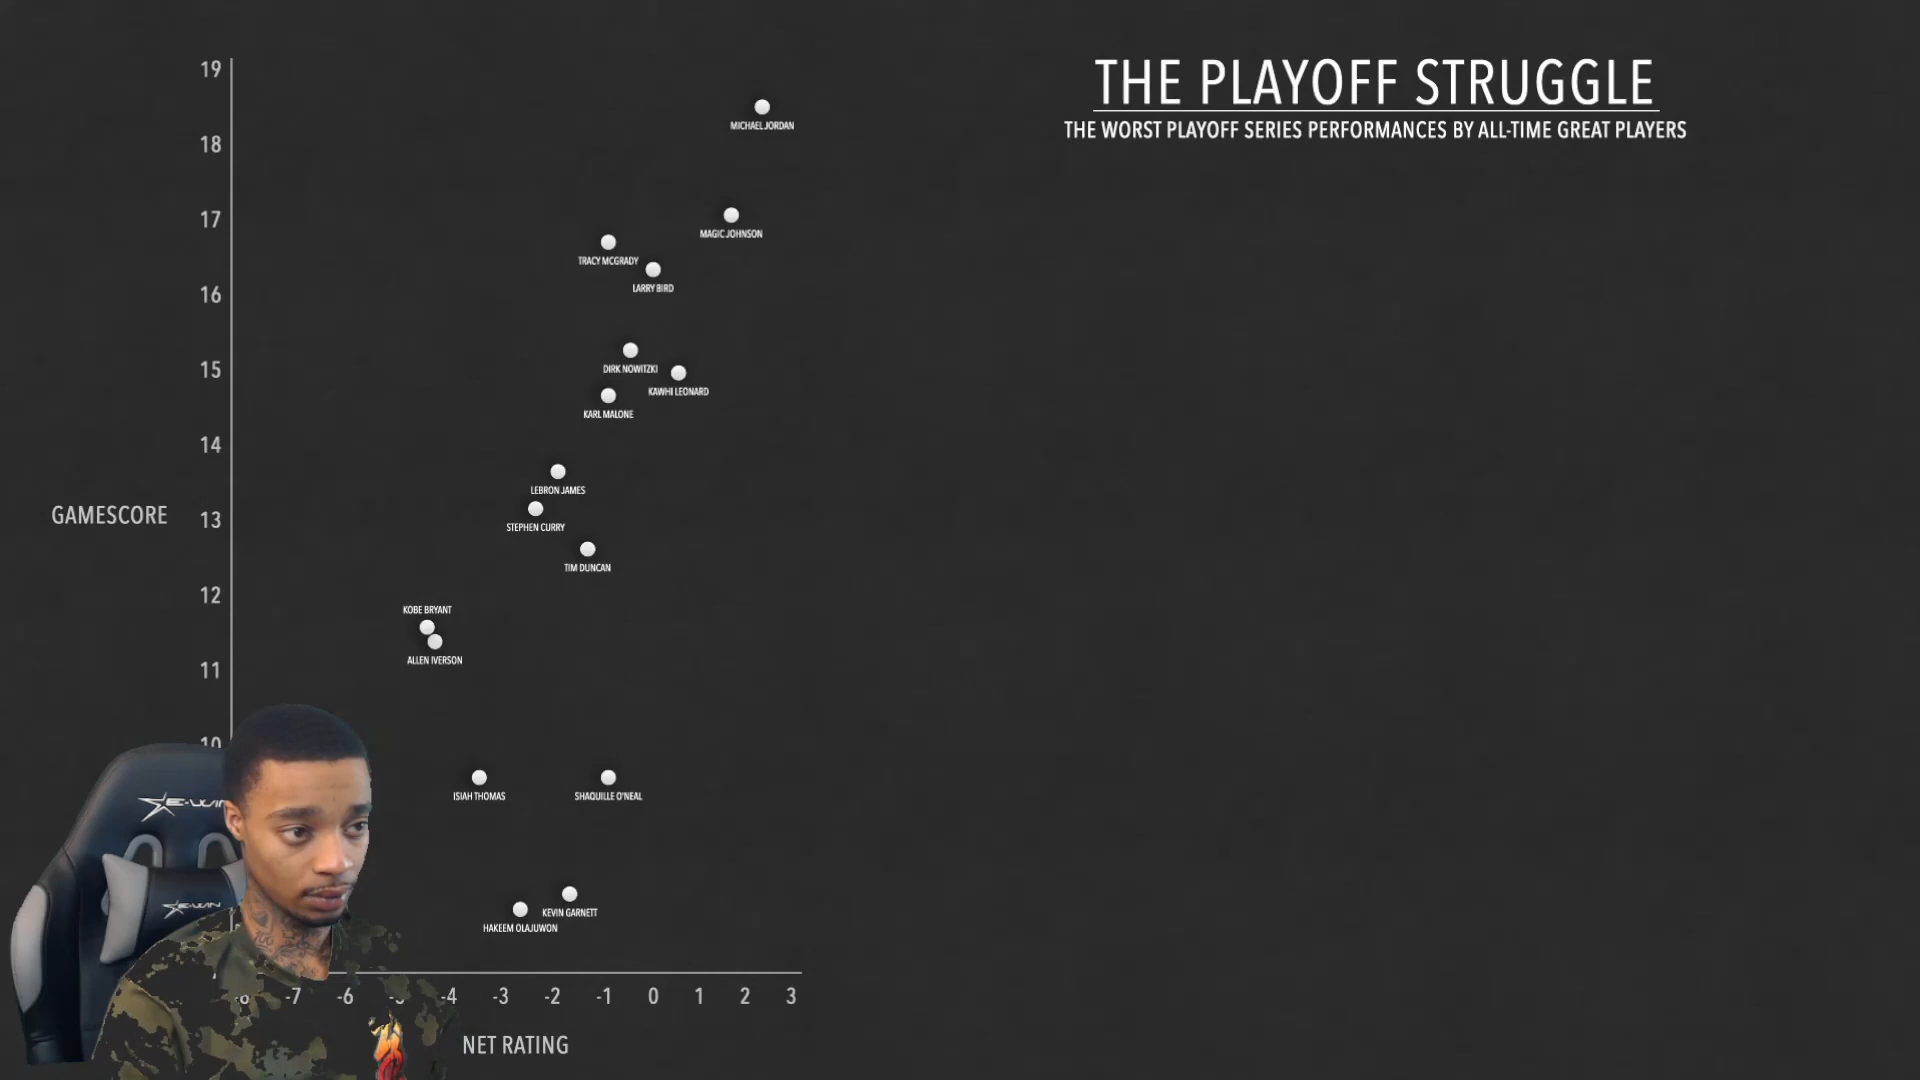 THE PLAYOFF STRUGGLE
THE WORST PLAYOFF SERIES PERFORMANCES BY ALL-TIME GREAT PLAYERS
19
18
17
16
15
14
13
12
11
10
GAMESCORE
MICHAEL JORDAN
MAGIC JOHNSON
TRACY MCGRADY
LARRY BIRD
DIRK NOWITZKI
KAWHI LEONARD
KARL MALONE
LEBRON JAMES
STEPHEN CURRY
TIM DUNCAN
KOBE BRYANT
ALLEN IVERSON
ISIAH THOMAS
SHAQUILLE O'NEAL
KEVIN GARNETT
HAKEEM OLAJUWON
-7 -6 -4 -3 -2 -1 0 1 2 3
NET RATING
E-WIN